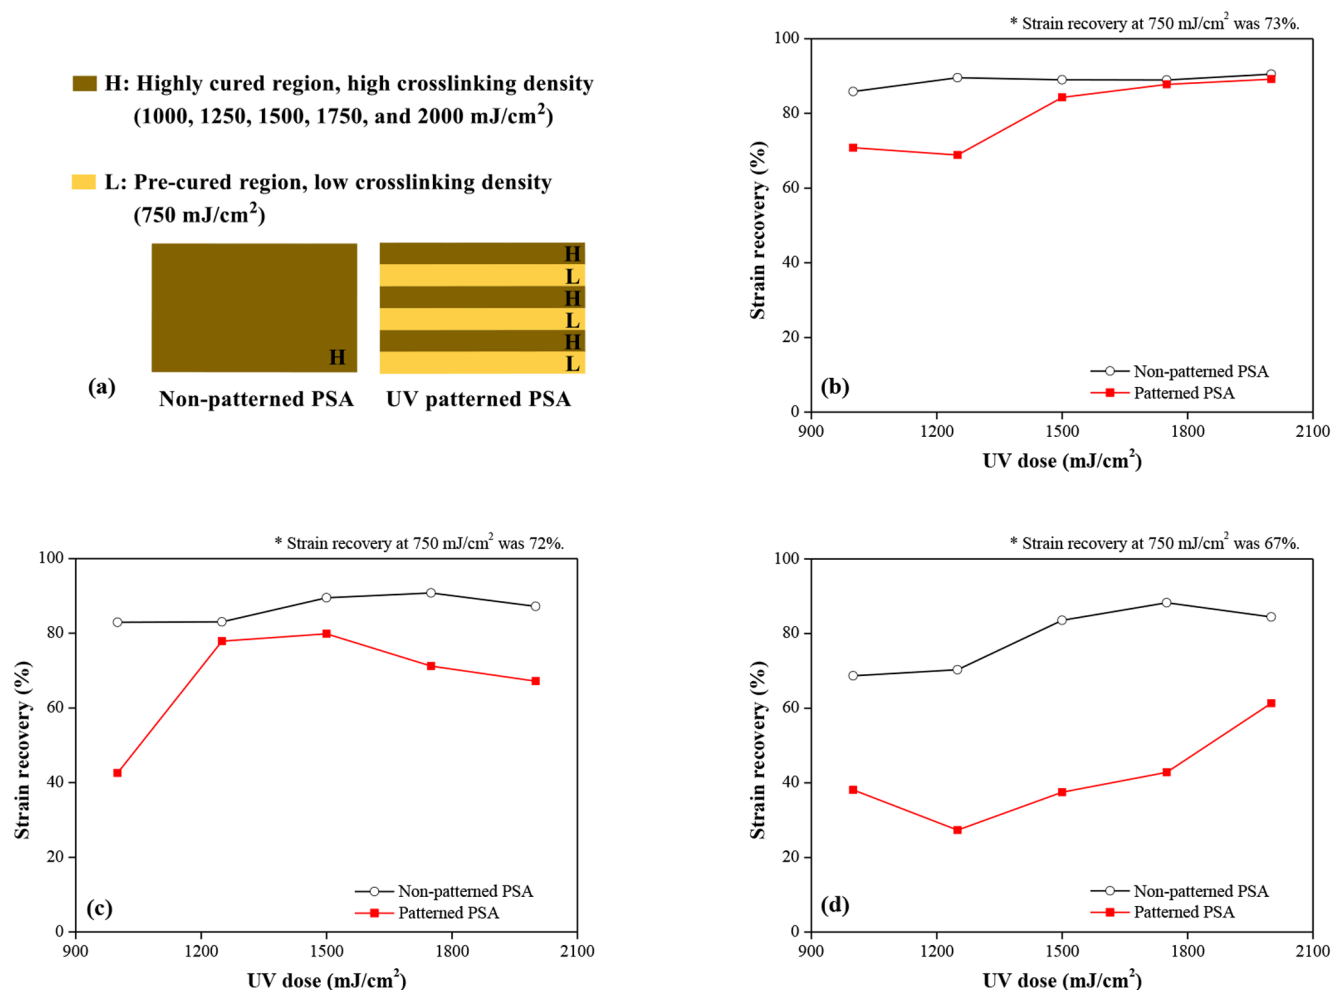 H: Highly cured region, high crosslinking density
(1000, 1250, 1500, 1750, and 2000 mJ/cm²)
L: Pre-cured region, low crosslinking density
(750 mJ/cm²)
H
H
L
H
L
H
L
(a)
Non-patterned PSA
UV patterned PSA
* Strain recovery at 750 mJ/cm² was 73%.
100
80
60
40
20
0
Strain recovery (%)
Non-patterned PSA
Patterned PSA
(b)
900 1200 1500 1800 2100
UV dose (mJ/cm²)
* Strain recovery at 750 mJ/cm² was 72%.
100
80
60
40
20
0
Strain recovery (%)
Non-patterned PSA
Patterned PSA
(c)
900 1200 1500 1800 2100
UV dose (mJ/cm²)
* Strain recovery at 750 mJ/cm² was 67%.
100
80
60
40
20
0
Strain recovery (%)
Non-patterned PSA
Patterned PSA
(d)
900 1200 1500 1800 2100
UV dose (mJ/cm²)